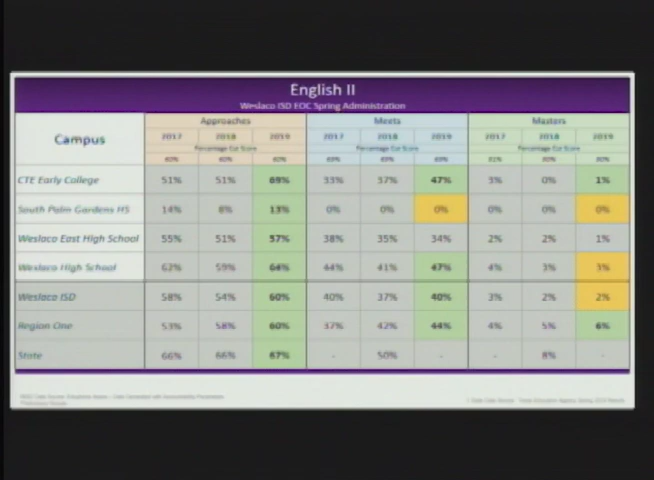 English II
Weslaco ISD EOC Spring Administration
Campus Approaches Meets Masters
2017 2018 2019 2017 2018 2019 2017 2018 2019
Percentage Cut Score Percentage Cut Score Percentage Cut Score
60% 60% 60%
CTE Early College 51% 51% 69% 33% 37% 47% 3% 0% 1%
South Palm Gardens HS 14% 13% 0% 0% 0% 0% 0% 0%
Weslaco East High School 55% 51% 57% 38% 35% 34% 2% 2% 1%
Weslaco High School 62% 59% 64% 44% 41% 47% 4% 3% 3%
Weslaco ISD 58% 54% 60% 40% 37% 40% 3% 2% 2%
Region One 53% 58% 60% 37% 42% 44% 4% 5% 6%
State 66% 66% 67% - 50% - - 8% -